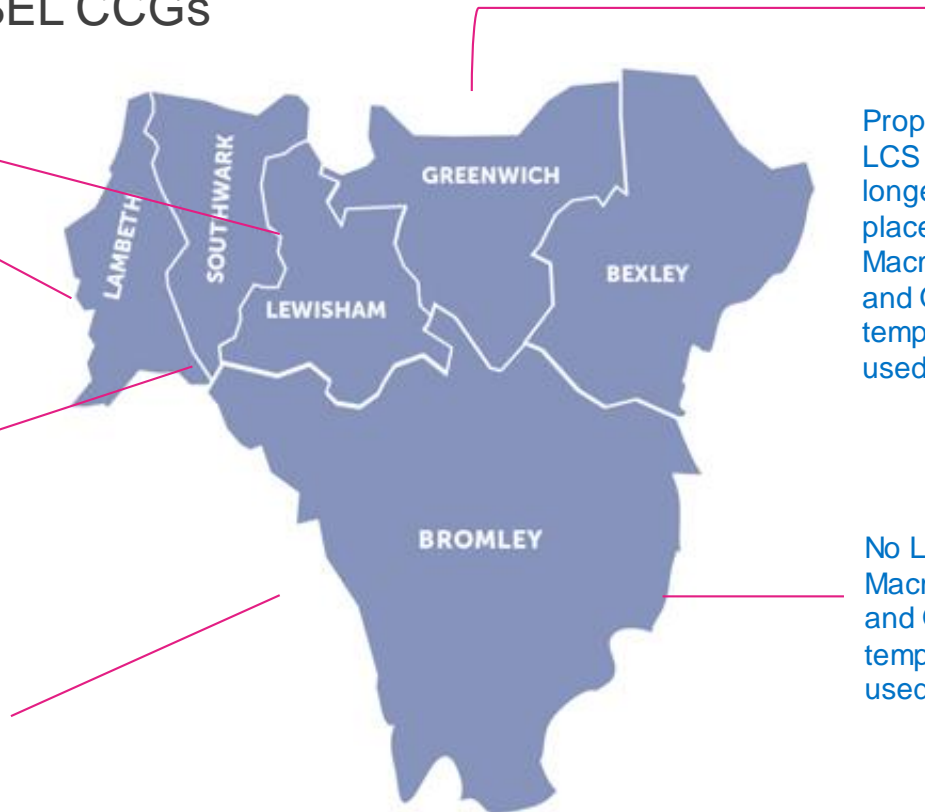 SEL CCGs
LAMBETH
SOUTHWARK
GREENWICH
LEWISHAM
BEXLEY
BROMLEY
Prop
LCS
longe
place
Macr
and
temp
used
No L
Macr
and
temp
used